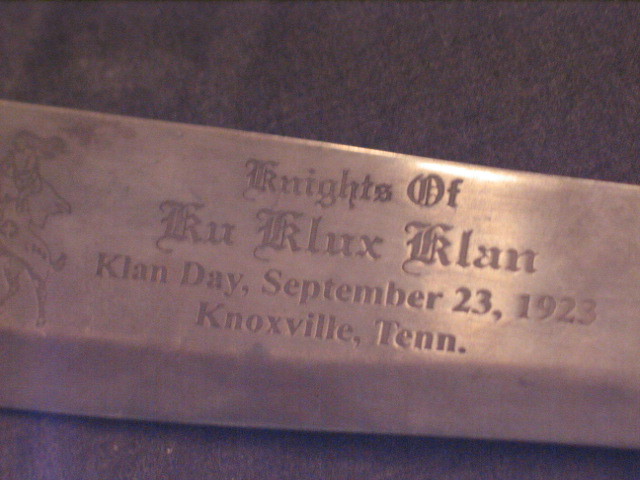 Knights Of
Ku Klux Klan
Klan Day, September 23, 1923
Knoxville, Tenn.